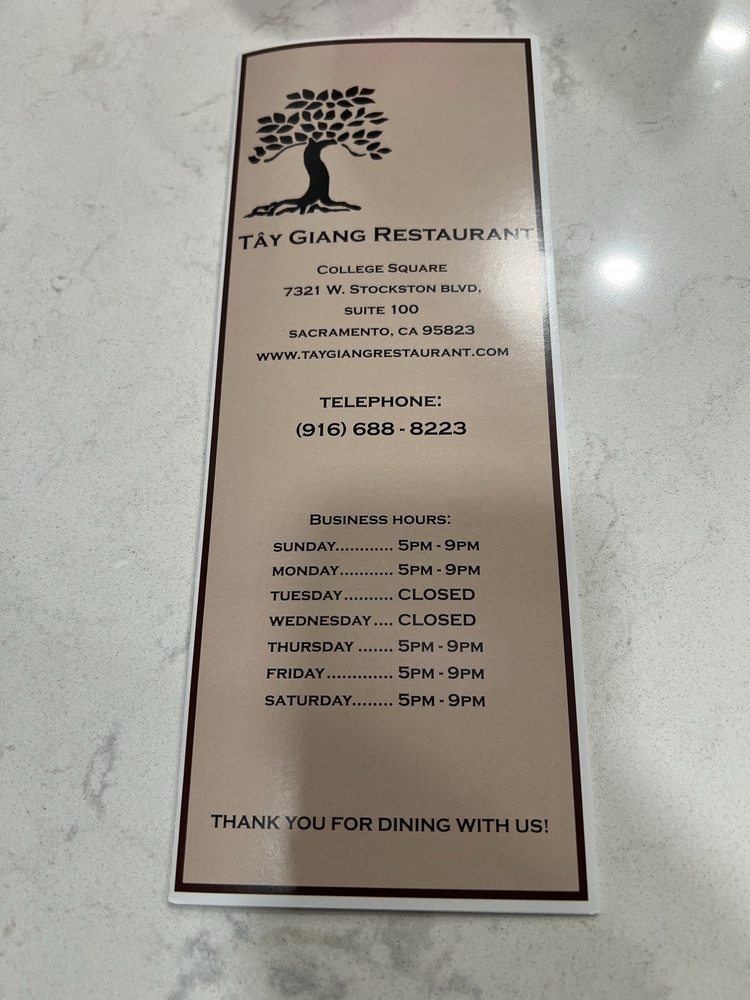 TÂY GIANG RESTAURANT
COLLEGE SQUARE
7321 W. STOCKSTON BLVD,
SUITE 100
SACRAMENTO, CA 95823
WWW.TAYGIANGRESTAURANT.COM
TELEPHONE:
(916) 688 - 8223
BUSINESS HOURS:
SUNDAY............ 5PM - 9PM
MONDAY........... 5PM - 9PM
TUESDAY.......... CLOSED
WEDNESDAY.... CLOSED
THURSDAY ....... 5PM - 9PM
FRIDAY............. 5PM - 9PM
SATURDAY........ 5PM - 9PM
THANK YOU FOR DINING WITH US!